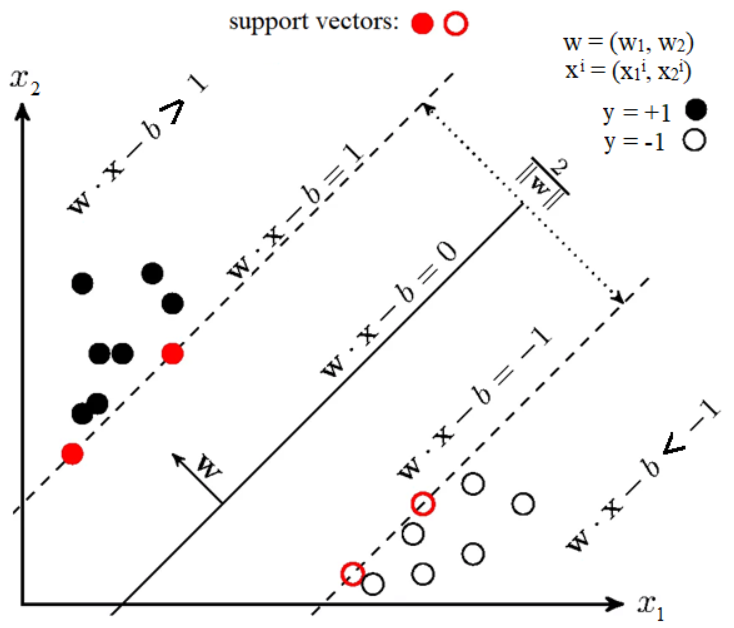 support vectors:
w = (w₁, w₂)
xⁱ = (x₁ⁱ, x₂ⁱ)
y = +1
y = -1
x₂
w · x − b > 1
w · x − b = 1
2
‖w‖
w · x − b = 0
w · x − b = −1
w · x − b < −1
w
x₁